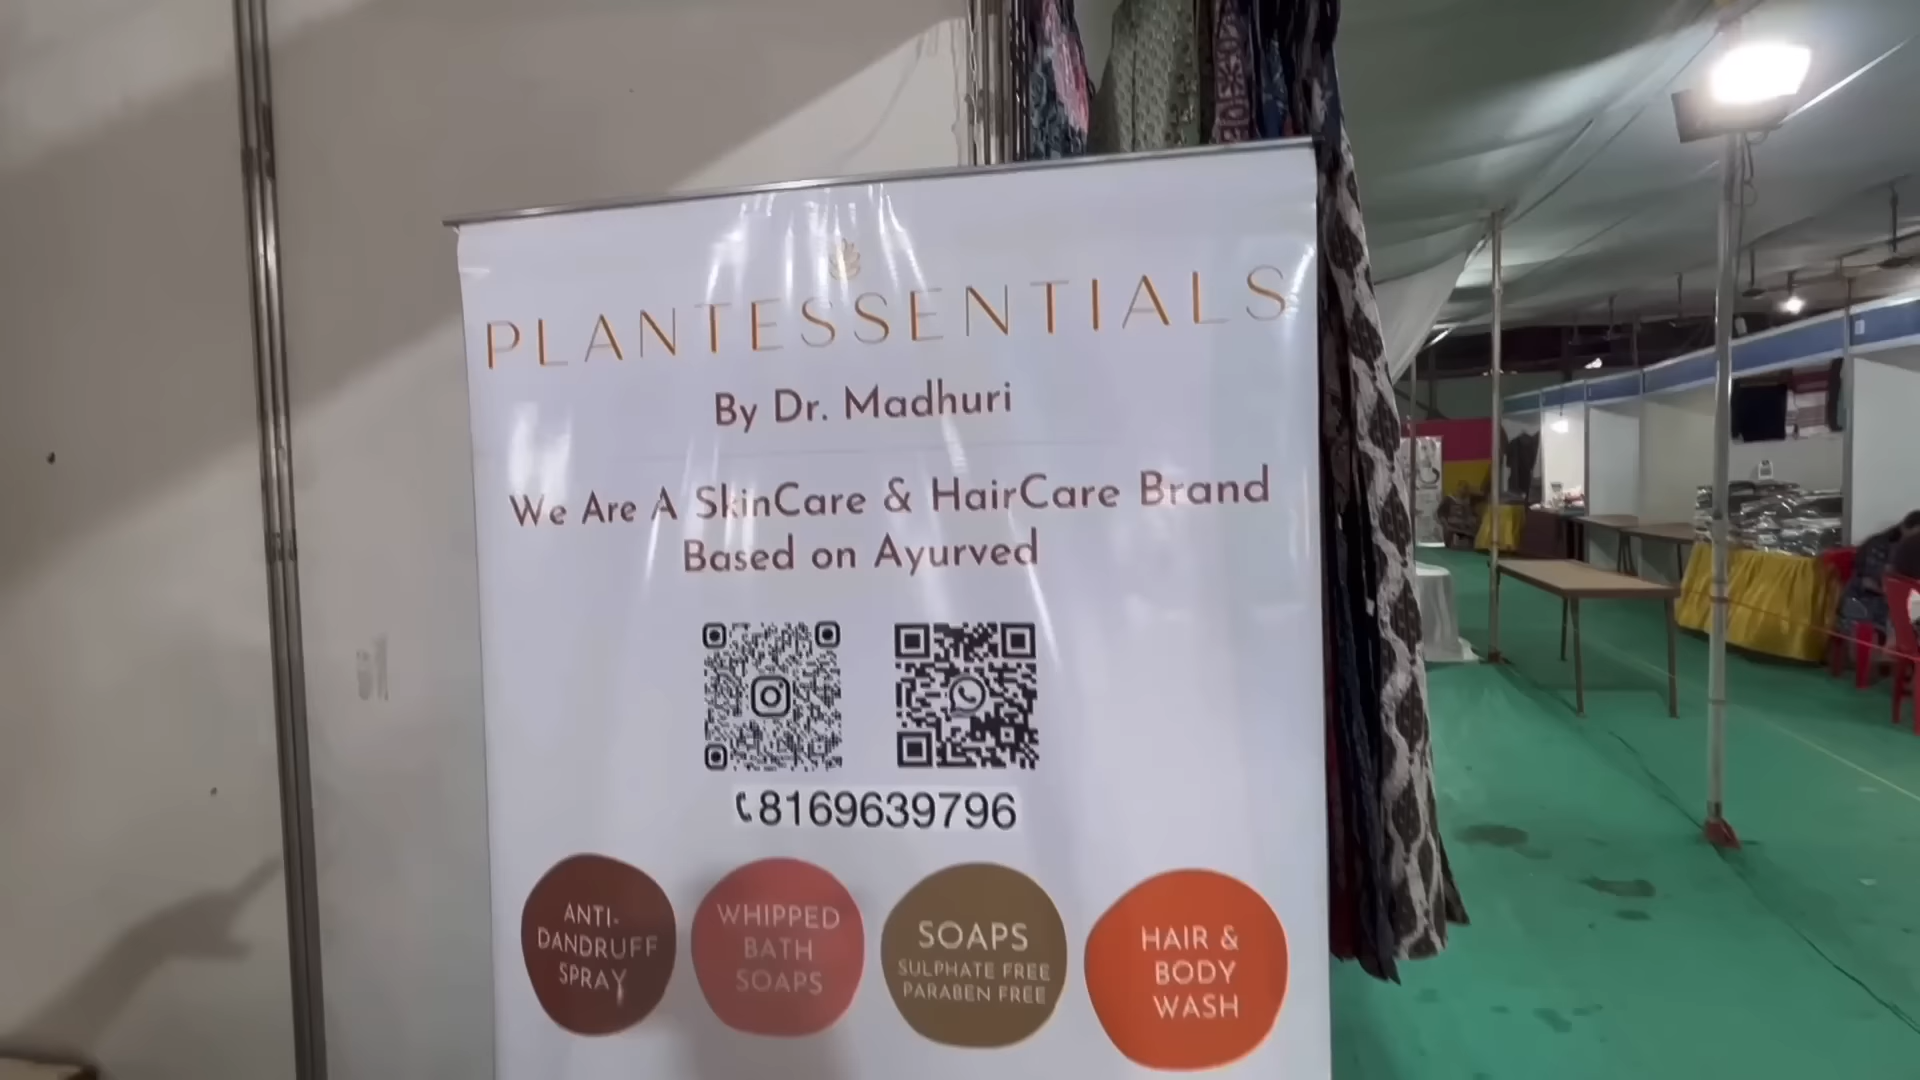 PLANTESSENTIALS
By Dr. Madhuri
We Are A SkinCare & HairCare Brand
Based on Ayurved
8169639796
ANTI-
DANDRUFF
SPRAY
WHIPPED
BATH
SOAPS
SOAPS
SULPHATE FREE
PARABEN FREE
HAIR &
BODY
WASH